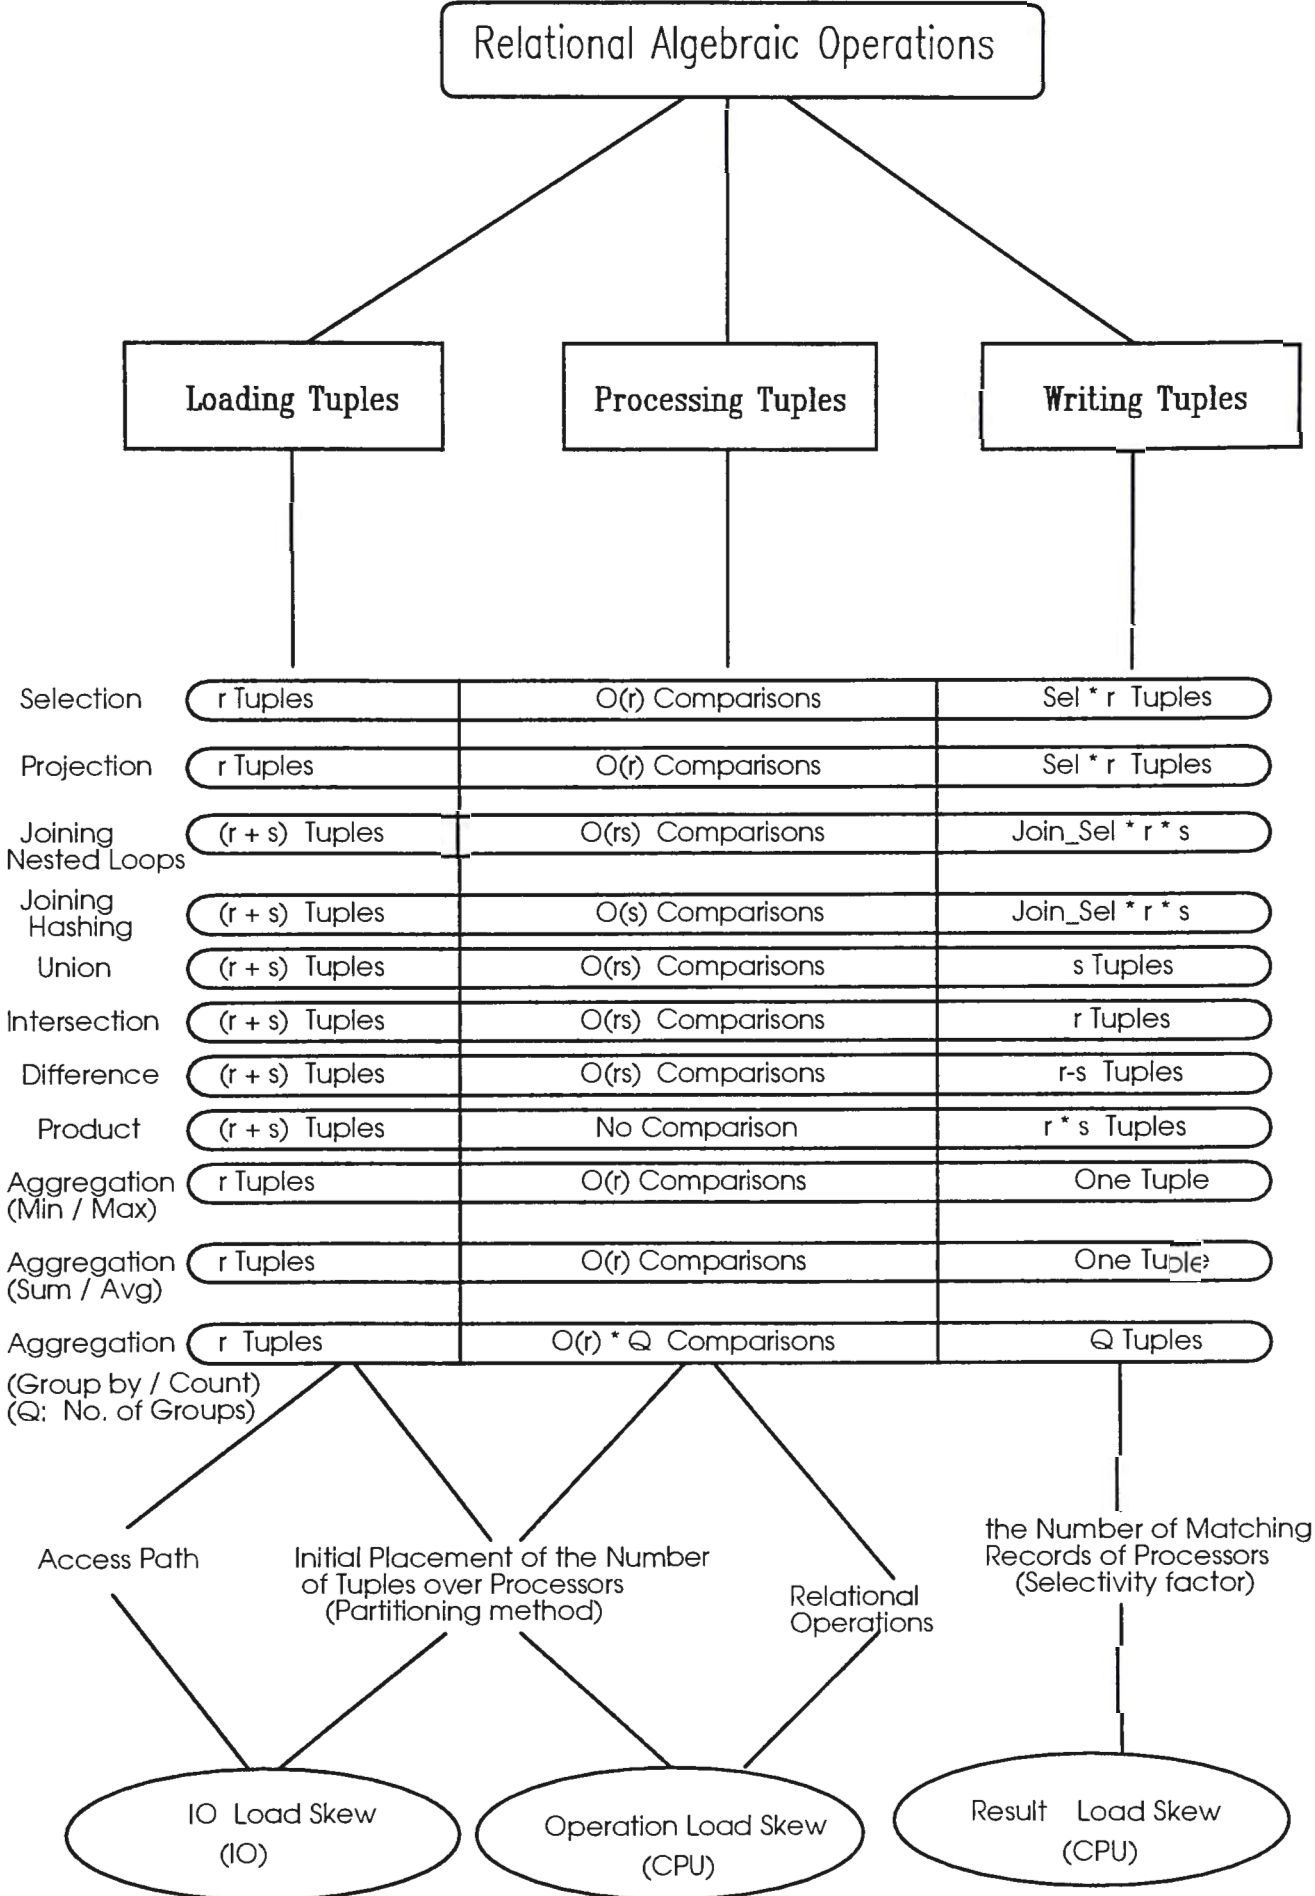 Relational Algebraic Operations
Loading Tuples
Processing Tuples
Writing Tuples
Selection r Tuples O(r) Comparisons Sel * r Tuples
Projection r Tuples O(r) Comparisons Sel * r Tuples
Joining (r + s) Tuples O(rs) Comparisons Join_Sel * r * s
Nested Loops
Joining
Hashing (r + s) Tuples O(s) Comparisons Join_Sel * r * s
Union (r + s) Tuples O(rs) Comparisons s Tuples
Intersection (r + s) Tuples O(rs) Comparisons r Tuples
Difference (r + s) Tuples O(rs) Comparisons r-s Tuples
Product (r + s) Tuples No Comparison r * s Tuples
Aggregation r Tuples O(r) Comparisons One Tuple
(Min / Max)
Aggregation r Tuples O(r) Comparisons One Tuple
(Sum / Avg)
Aggregation r Tuples O(r) * Q Comparisons Q Tuples
(Group by / Count)
(Q: No. of Groups)
Access Path
Initial Placement of the Number
of Tuples over Processors
(Partitioning method)
Relational
Operations
the Number of Matching
Records of Processors
(Selectivity factor)
IO Load Skew
(IO)
Operation Load Skew
(CPU)
Result Load Skew
(CPU)